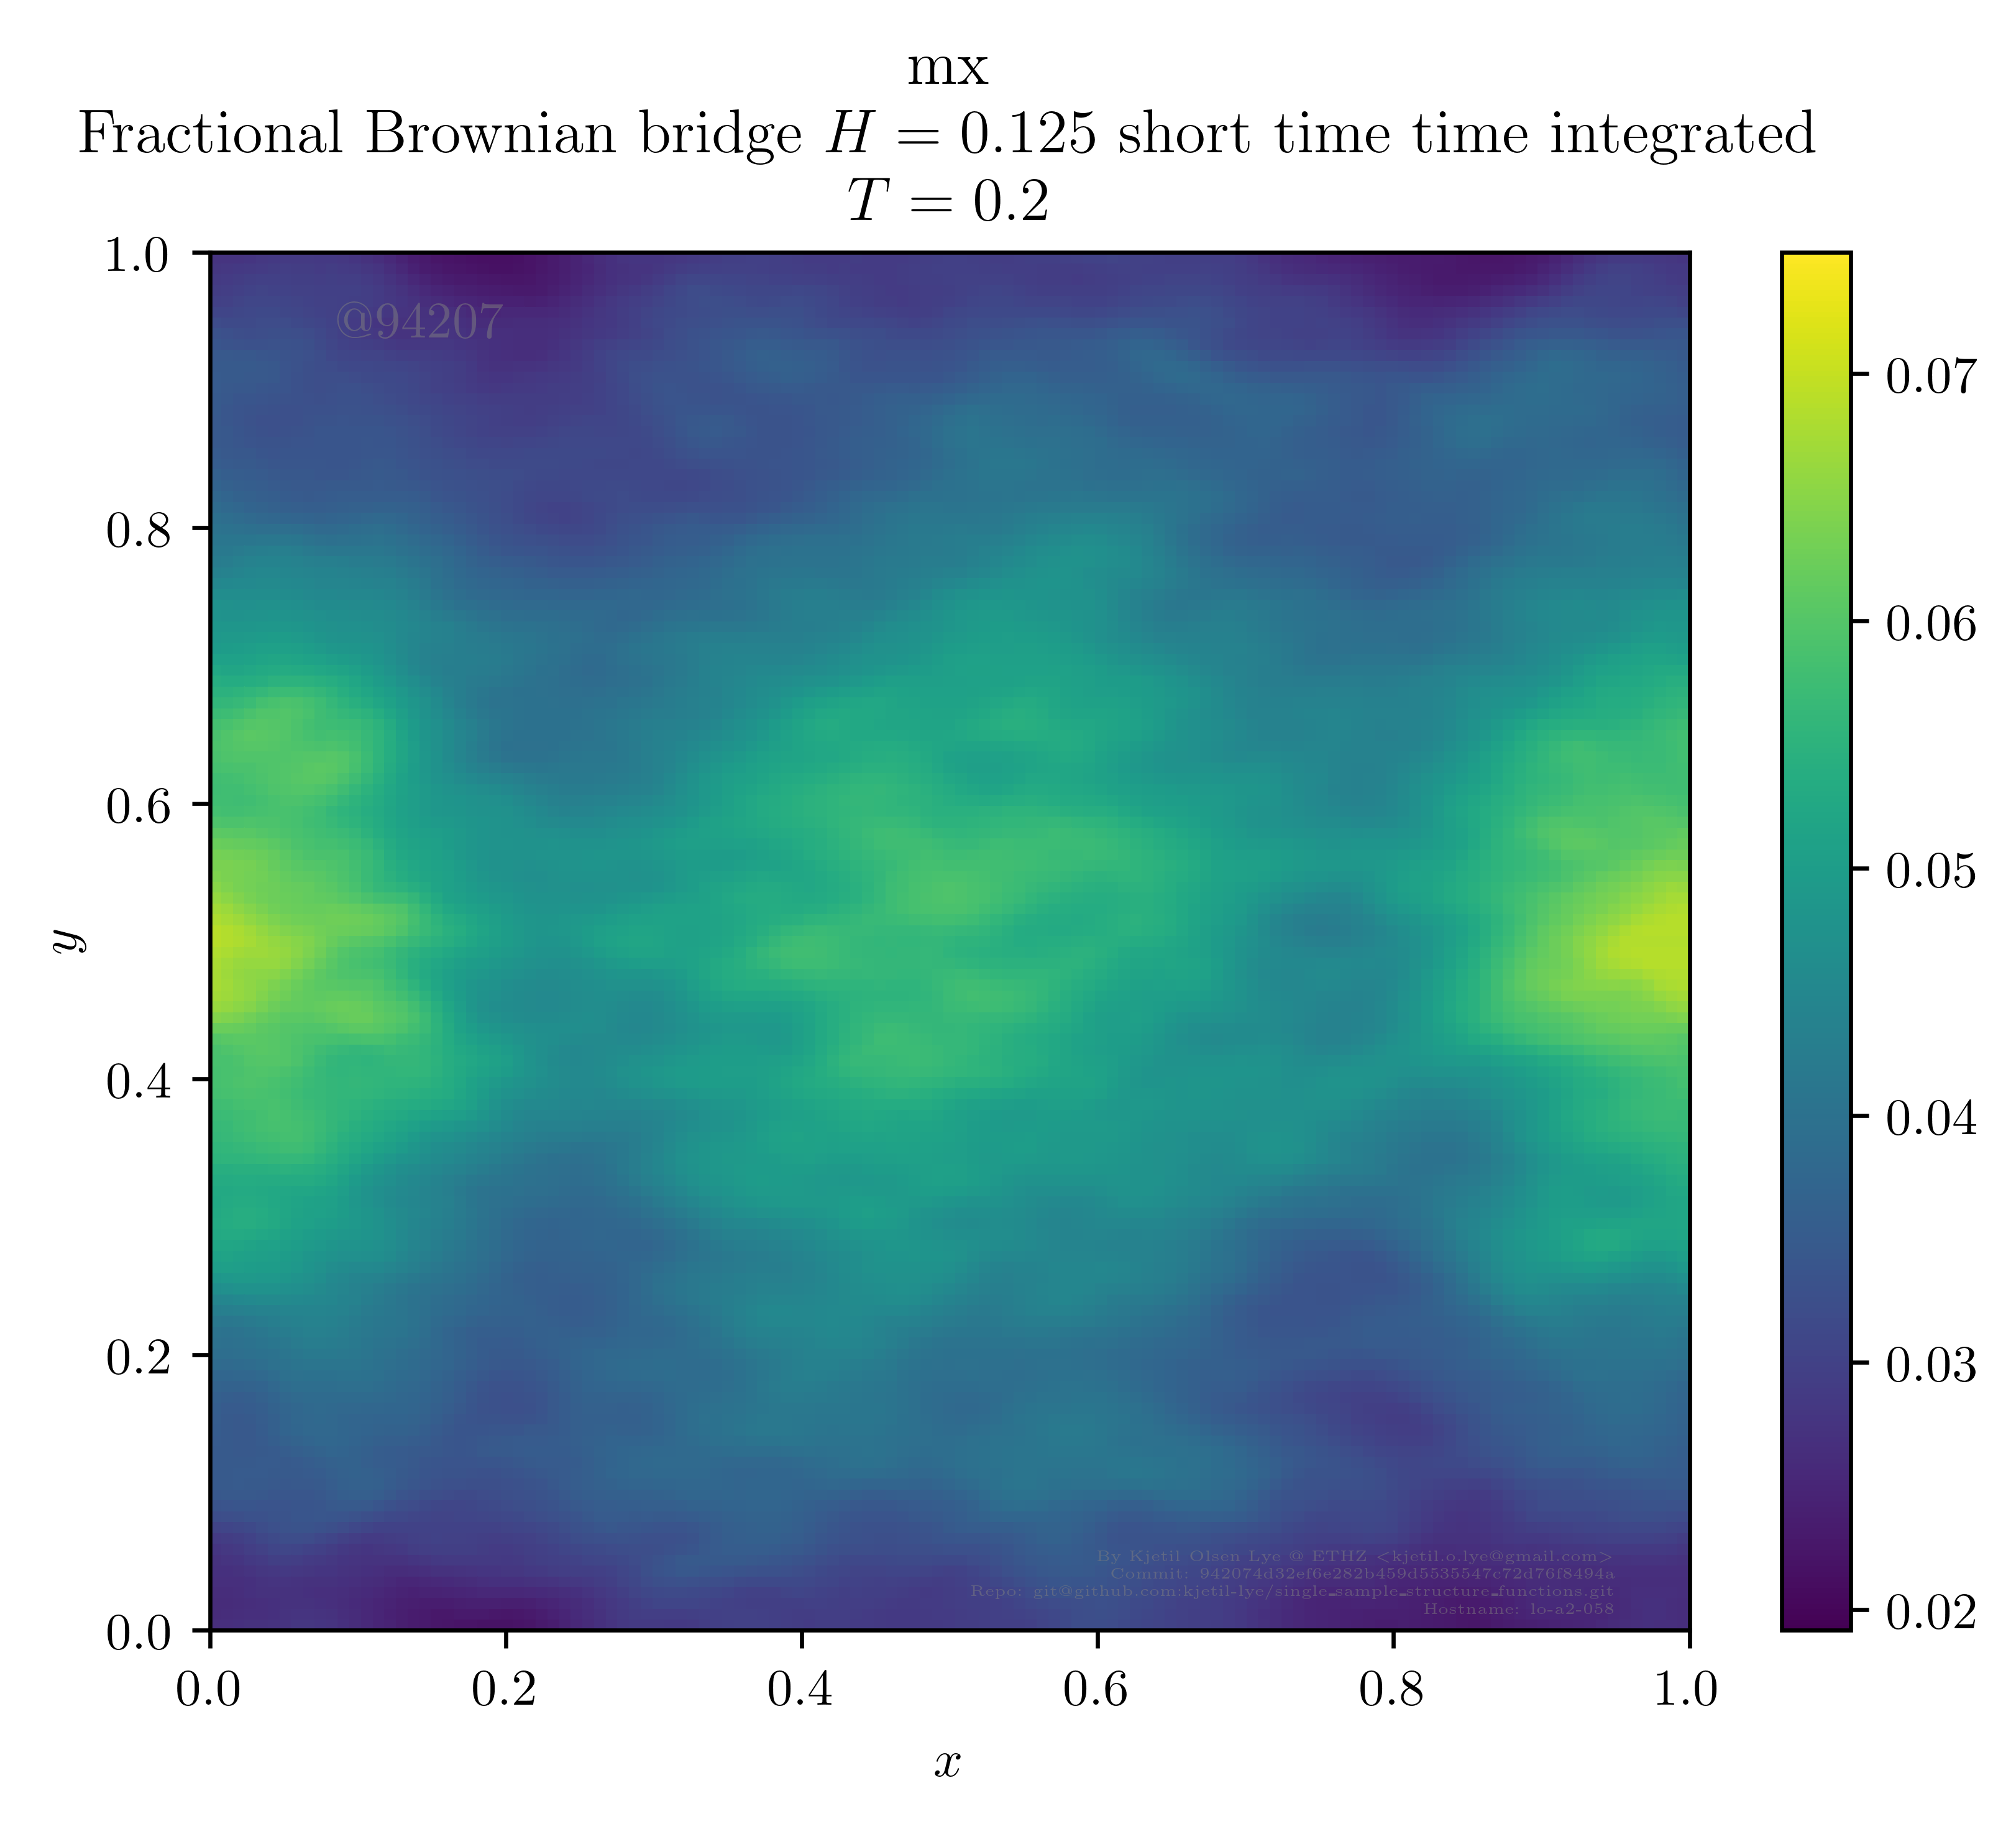 mx
Fractional Brownian bridge H = 0.125 short time time integrated
T = 0.2
1.0
@94207
0.8
0.6
y
0.4
0.2
0.0
0.07
0.06
0.05
0.04
0.03
0.02
By Kjetil Olsen Lye @ ETHZ <kjetil.o.lye@gmail.com>
Commit: 942074d32ef6e282b459d5535547c72d76f8494a
Repo: git@github.com:kjetil-lye/single_sample_structure_functions.git
Hostname: lo-a2-058
0.0 0.2 0.4 0.6 0.8 1.0
x